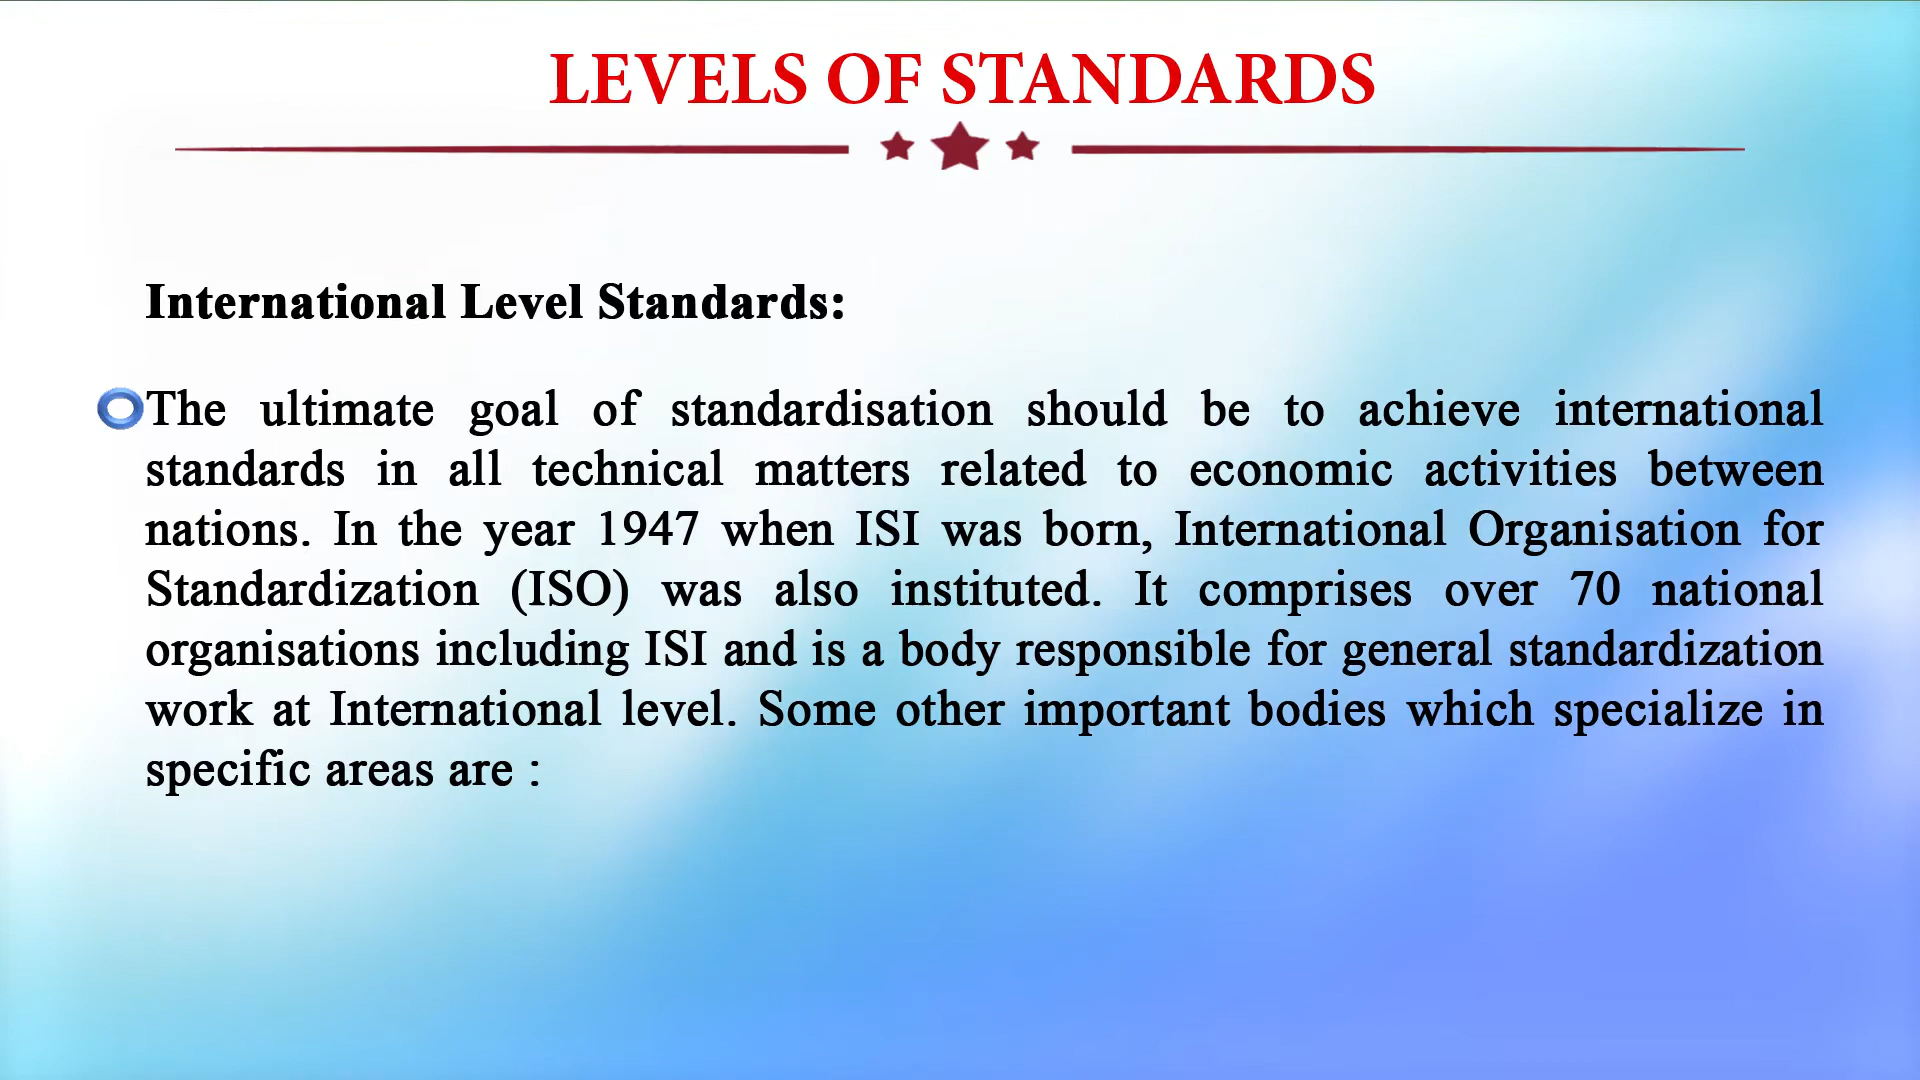 LEVELS OF STANDARDS
International Level Standards:
The ultimate goal of standardisation should be to achieve international
standards in all technical matters related to economic activities between
nations. In the year 1947 when ISI was born, International Organisation for
Standardization (ISO) was also instituted. It comprises over 70 national
organisations including ISI and is a body responsible for general standardization
work at International level. Some other important bodies which specialize in
specific areas are :